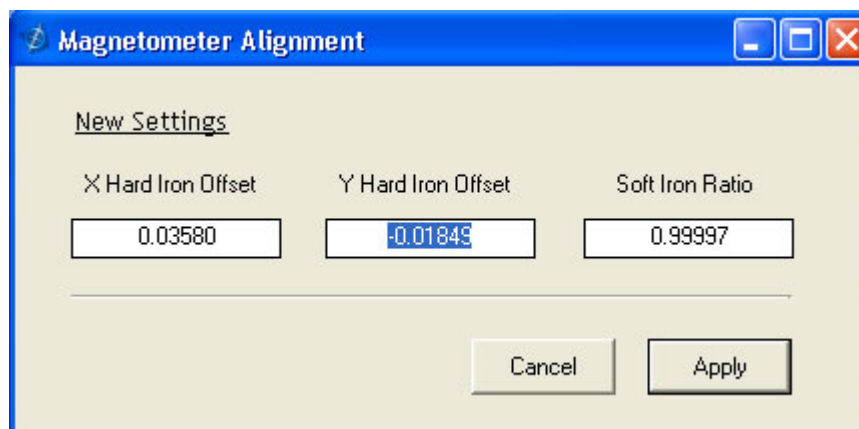 Magnetometer Alignment
New Settings
X Hard Iron Offset Y Hard Iron Offset Soft Iron Ratio
0.03580 -0.01849 0.99997
Cancel Apply